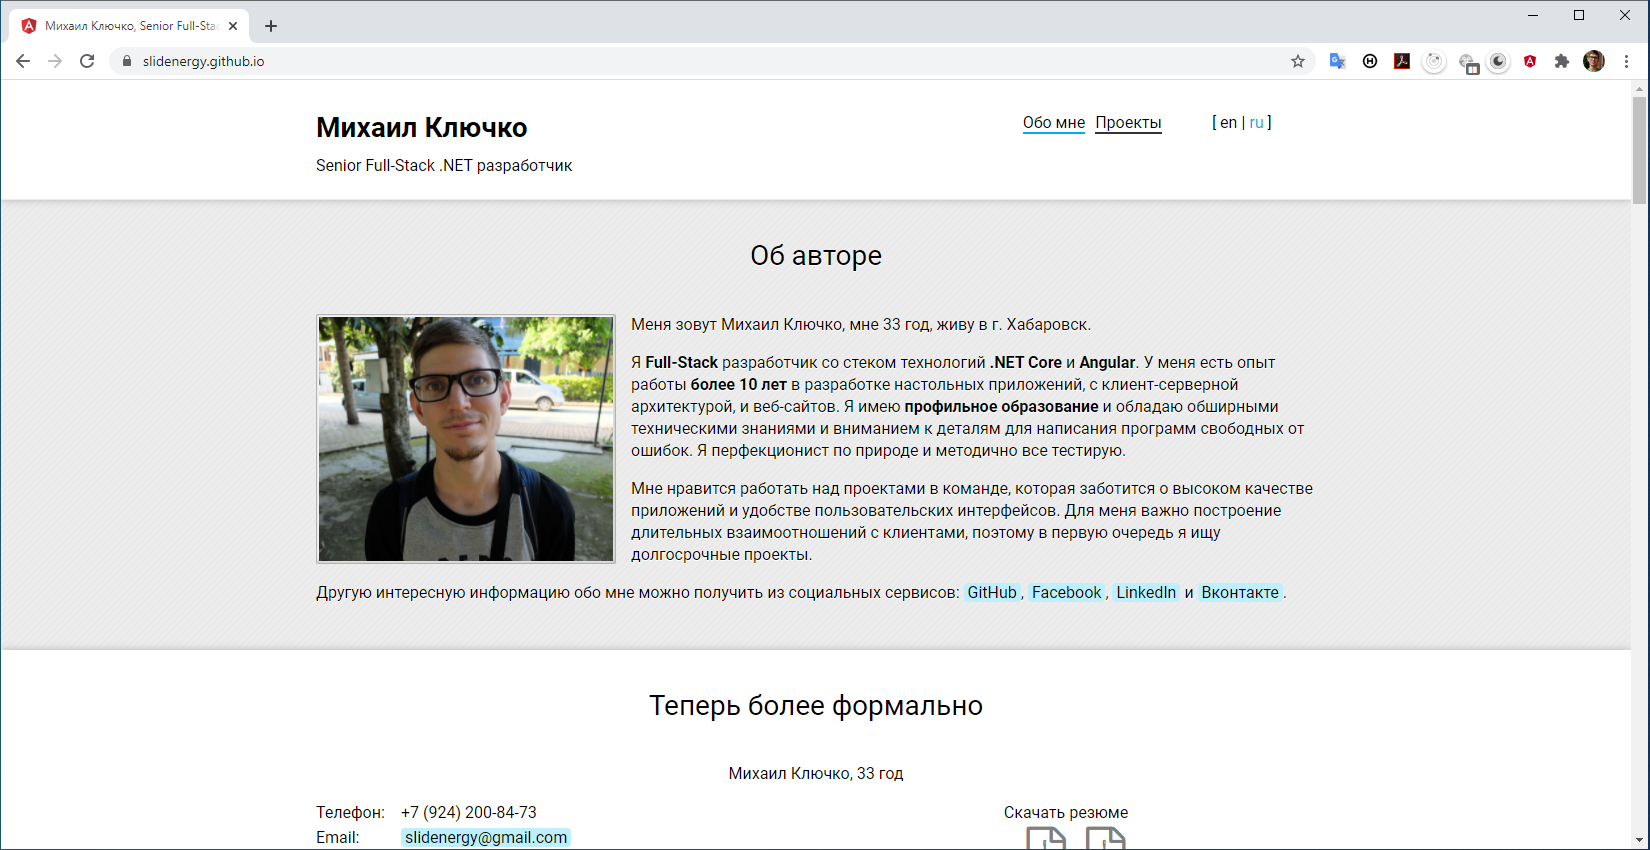 Михаил Ключко, Senior Full-Stac
slidenergy.github.io
Михаил Ключко
Senior Full-Stack .NET разработчик
Обо мне Проекты [ en | ru ]
Об авторе
Меня зовут Михаил Ключко, мне 33 год, живу в г. Хабаровск.
Я Full-Stack разработчик со стеком технологий .NET Core и Angular. У меня есть опыт
работы более 10 лет в разработке настольных приложений, с клиент-серверной
архитектурой, и веб-сайтов. Я имею профильное образование и обладаю обширными
техническими знаниями и вниманием к деталям для написания программ свободных от
ошибок. Я перфекционист по природе и методично все тестирую.
Мне нравится работать над проектами в команде, которая заботится о высоком качестве
приложений и удобстве пользовательских интерфейсов. Для меня важно построение
длительных взаимоотношений с клиентами, поэтому в первую очередь я ищу
долгосрочные проекты.
Другую интересную информацию обо мне можно получить из социальных сервисов: GitHub , Facebook , LinkedIn и Вконтакте .
Теперь более формально
Михаил Ключко, 33 год
Телефон: +7 (924) 200-84-73
Email: slidenergy@gmail.com
Скачать резюме